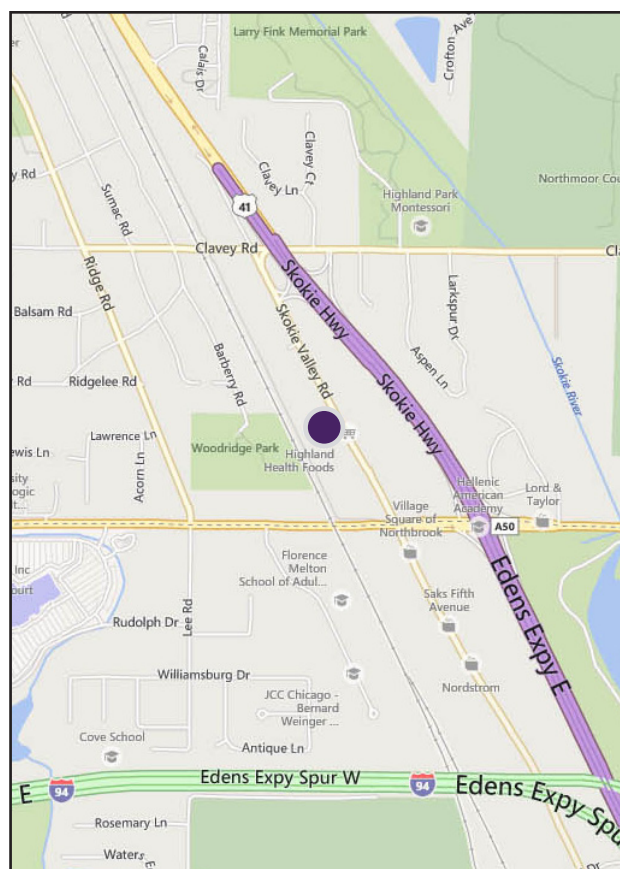 Larry Fink Memorial Park
Crofton Ave
Calais Dr
Clavey Ct
Clavey Ln
Highland Park
Montessori
Northmoor Cou
y Rd
Sumac Rd
41
Clavey Rd
Cla
Ridge Rd
Skokie Hwy
Larkspur Dr
Balsam Rd
Skokie Valley Rd
Aspen Ln
Skokie River
Barberry Rd
Rd
Ridgelee Rd
Skokie Hwy
Lawrence Ln
ewis Ln
Acorn Ln
Woodridge Park
Highland
Health Foods
sity
logic
t...
Hellenic
American
Academy
Lord &
Taylor
Village
Square of
Northbrook
A50
Florence
Melton
School of Adul...
Inc
ourt
Edens Expy E
Saks Fifth
Avenue
Rudolph Dr
Lee Rd
Williamsburg Dr
Nordstrom
JCC Chicago -
Bernard
Weinger ...
Cove School
Antique Ln
E
94
Edens Expy Spur W
94
Edens Expy Spu
Rosemary Ln
Waters
Dr